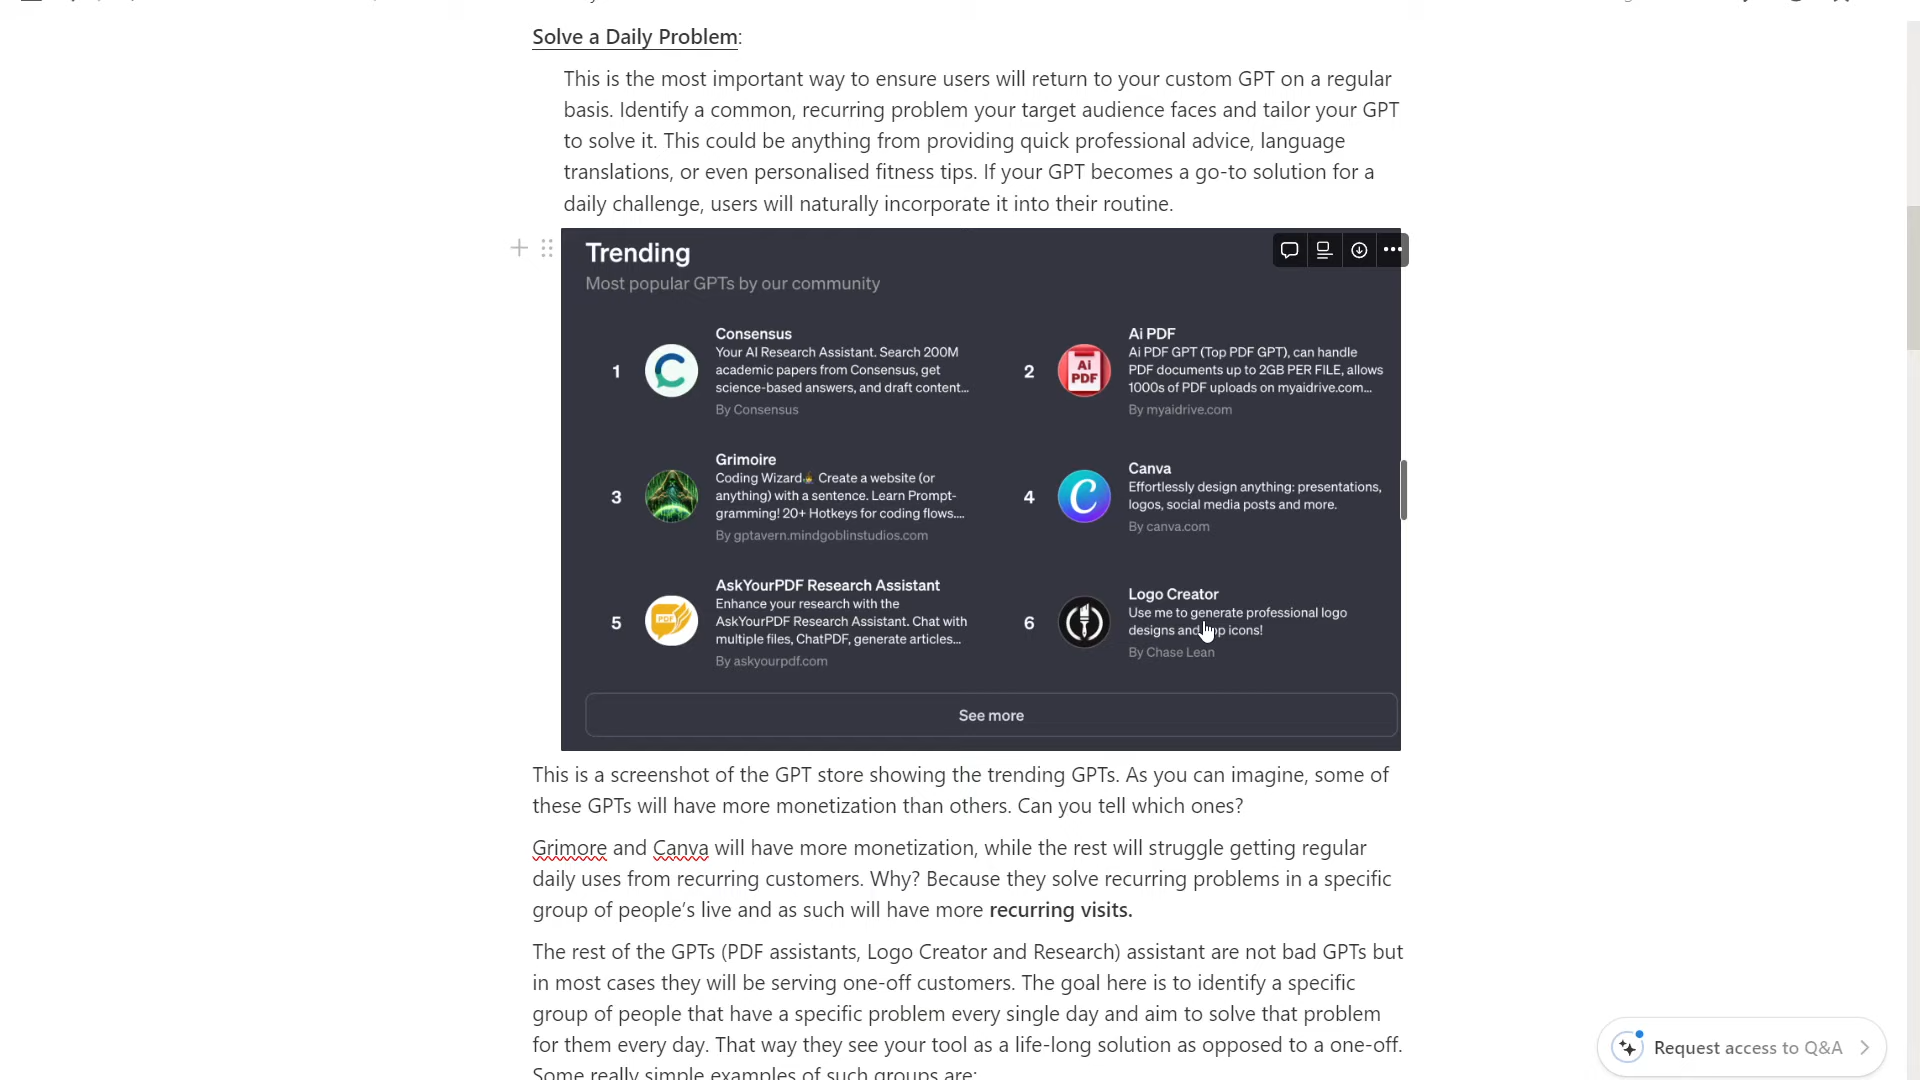 Solve a Daily Problem:
This is the most important way to ensure users will return to your custom GPT on a regular
basis. Identify a common, recurring problem your target audience faces and tailor your GPT
to solve it. This could be anything from providing quick professional advice, language
translations, or even personalised fitness tips. If your GPT becomes a go-to solution for a
daily challenge, users will naturally incorporate it into their routine.
Trending
Most popular GPTs by our community
1
Consensus
Your AI Research Assistant. Search 200M
academic papers from Consensus, get
science-based answers, and draft content...
By Consensus
2
Ai PDF
Ai PDF
Ai PDF GPT (Top PDF GPT), can handle
PDF documents up to 2GB PER FILE, allows
1000s of PDF uploads on myaidrive.com...
By myaidrive.com
3
Grimoire
Coding Wizard🧙 Create a website (or
anything) with a sentence. Learn Prompt-
gramming! 20+ Hotkeys for coding flows....
By gptavern.mindgoblinstudios.com
4
C
Canva
Effortlessly design anything: presentations,
logos, social media posts and more.
By canva.com
5
PDF
AskYourPDF Research Assistant
Enhance your research with the
AskYourPDF Research Assistant. Chat with
multiple files, ChatPDF, generate articles...
By askyourpdf.com
6
Logo Creator
Use me to generate professional logo
designs and app icons!
By Chase Lean
See more
This is a screenshot of the GPT store showing the trending GPTs. As you can imagine, some of
these GPTs will have more monetization than others. Can you tell which ones?
Grimore and Canva will have more monetization, while the rest will struggle getting regular
daily uses from recurring customers. Why? Because they solve recurring problems in a specific
group of people's live and as such will have more recurring visits.
The rest of the GPTs (PDF assistants, Logo Creator and Research) assistant are not bad GPTs but
in most cases they will be serving one-off customers. The goal here is to identify a specific
group of people that have a specific problem every single day and aim to solve that problem
for them every day. That way they see your tool as a life-long solution as opposed to a one-off.
Some really simple examples of such groups are:
Request access to Q&A